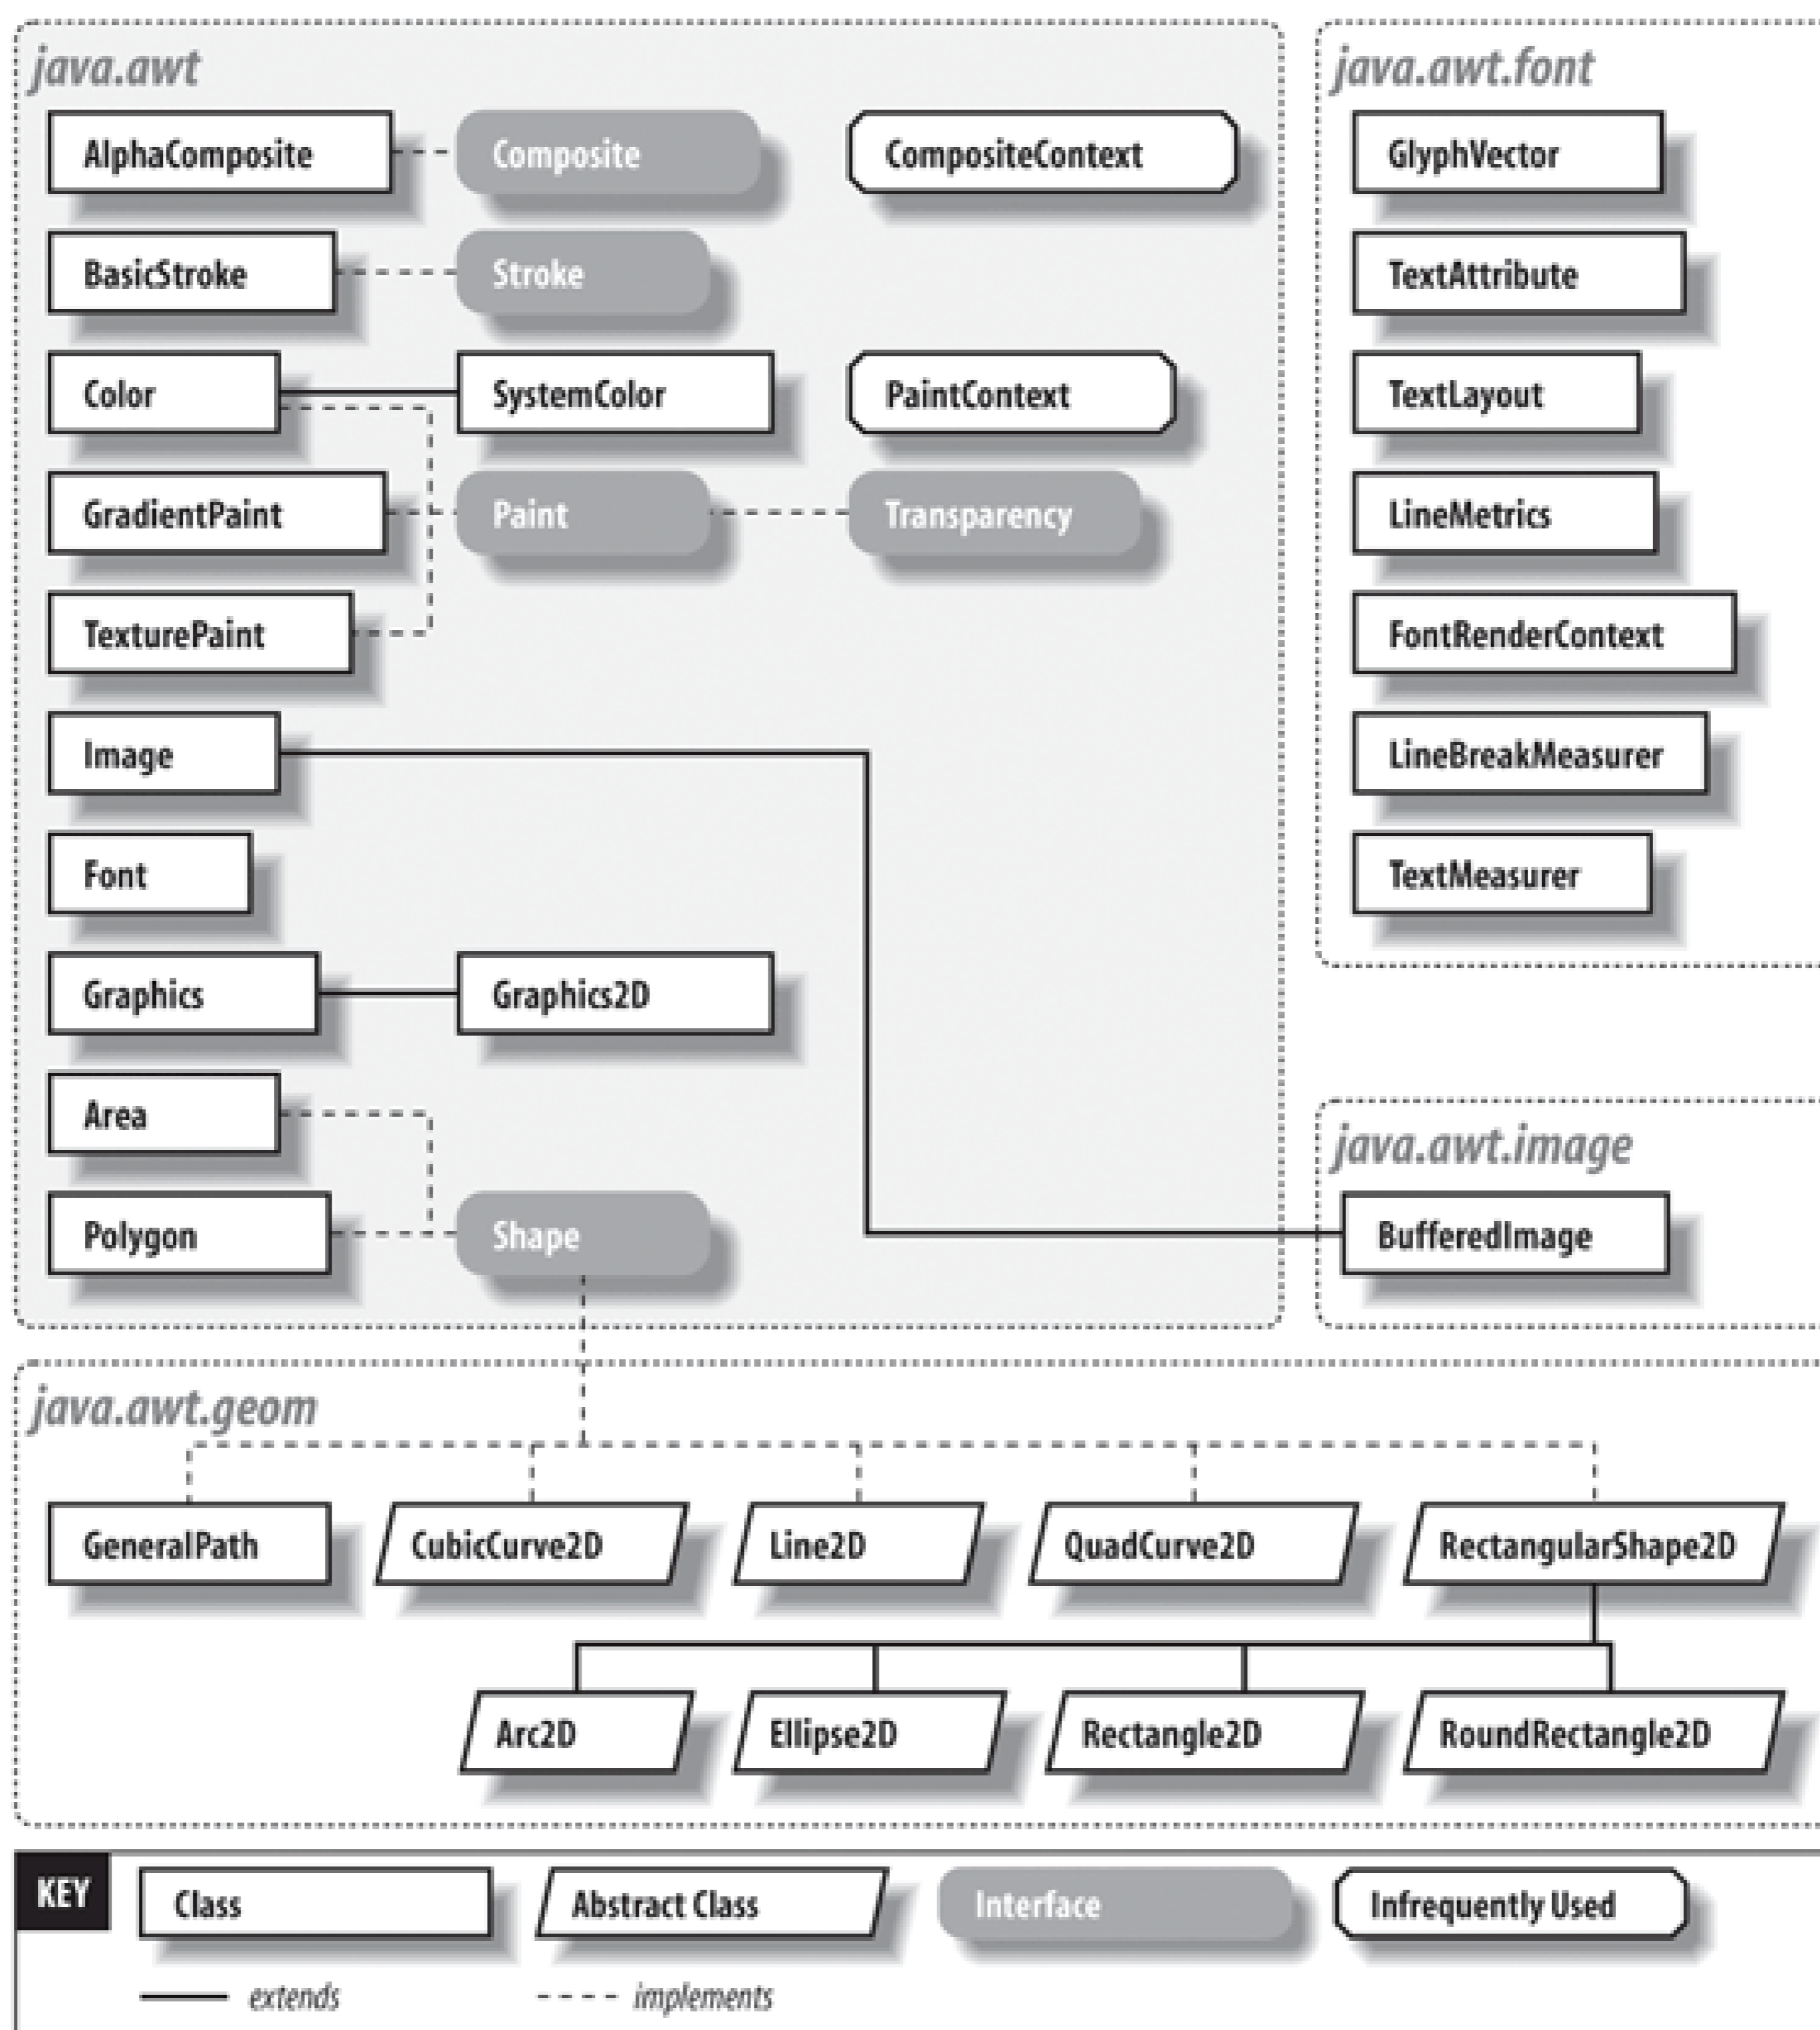 java.awt
AlphaComposite
Composite
CompositeContext
BasicStroke
Stroke
Color
SystemColor
PaintContext
GradientPaint
Paint
Transparency
TexturePaint
Image
Font
Graphics
Graphics2D
Area
Polygon
Shape
java.awt.font
GlyphVector
TextAttribute
TextLayout
LineMetrics
FontRenderContext
LineBreakMeasurer
TextMeasurer
java.awt.image
BufferedImage
java.awt.geom
GeneralPath
CubicCurve2D
Line2D
QuadCurve2D
RectangularShape2D
Arc2D
Ellipse2D
Rectangle2D
RoundRectangle2D
KEY
Class
Abstract Class
Interface
Infrequently Used
extends
implements